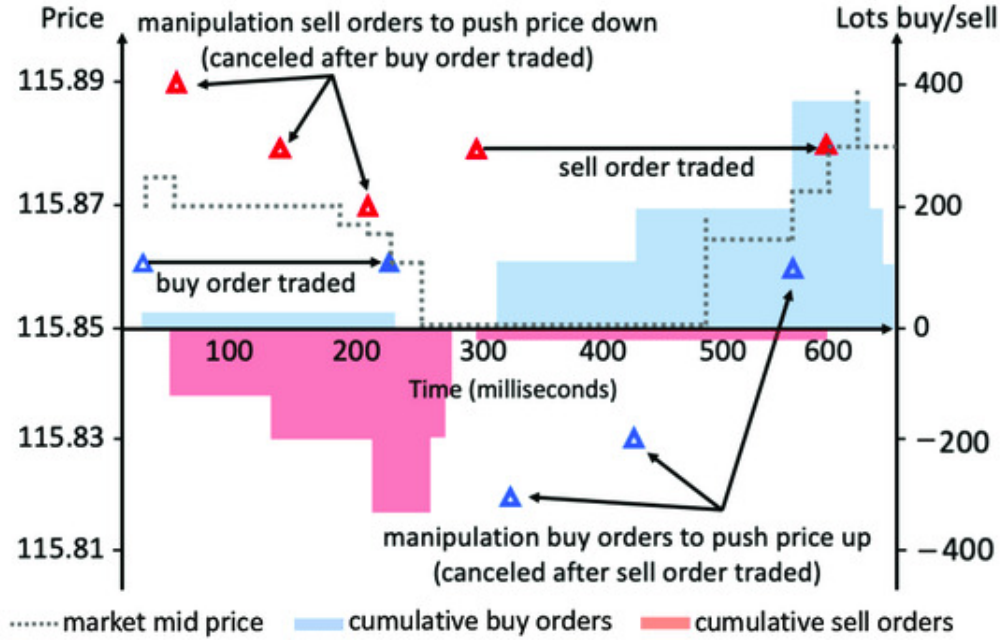 Price
Lots buy/sell
manipulation sell orders to push price down
(canceled after buy order traded)
115.89
400
sell order traded
115.87
200
buy order traded
115.85
0
100 200 300 400 500 600
Time (milliseconds)
115.83
−200
manipulation buy orders to push price up
(canceled after sell order traded)
115.81
−400
market mid price cumulative buy orders cumulative sell orders